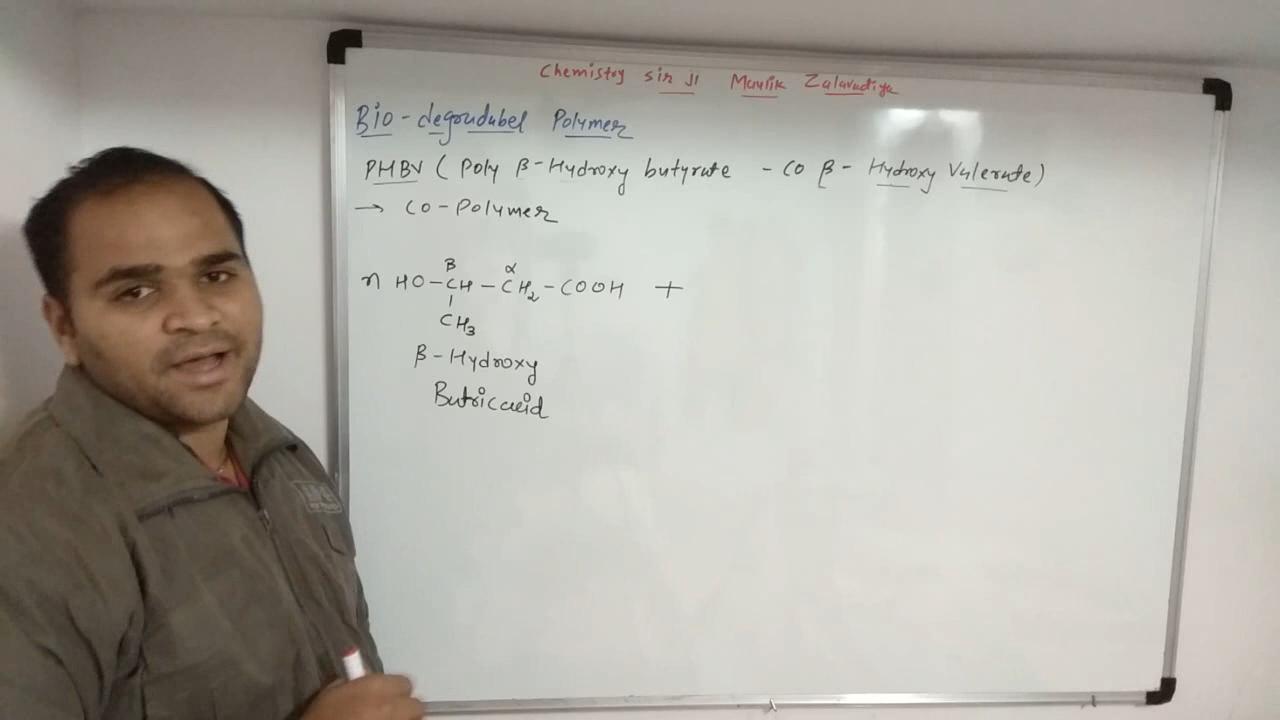 Chemistry sir Ji Maulik Zalavadiya
Bio-degradabel Polymer
PHBV ( Poly β-Hydroxy butyrate - co β- Hydroxy Valerate)
→ co-Polymer
β α
n HO-CH-CH₂-COOH +
CH₃
β-Hydroxy
Butricacid